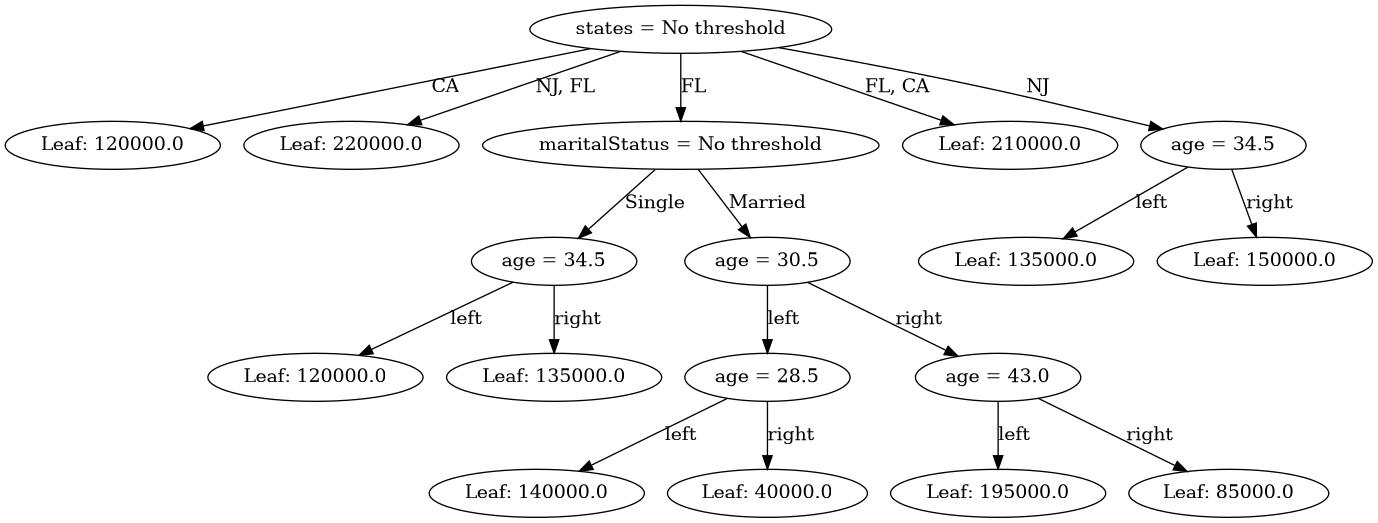 states = No threshold
CA
NJ, FL
FL
FL, CA
NJ
Leaf: 120000.0
Leaf: 220000.0
maritalStatus = No threshold
Leaf: 210000.0
age = 34.5
Single
Married
left
right
age = 34.5
age = 30.5
Leaf: 135000.0
Leaf: 150000.0
left
right
left
right
Leaf: 120000.0
Leaf: 135000.0
age = 28.5
age = 43.0
left
right
left
right
Leaf: 140000.0
Leaf: 40000.0
Leaf: 195000.0
Leaf: 85000.0